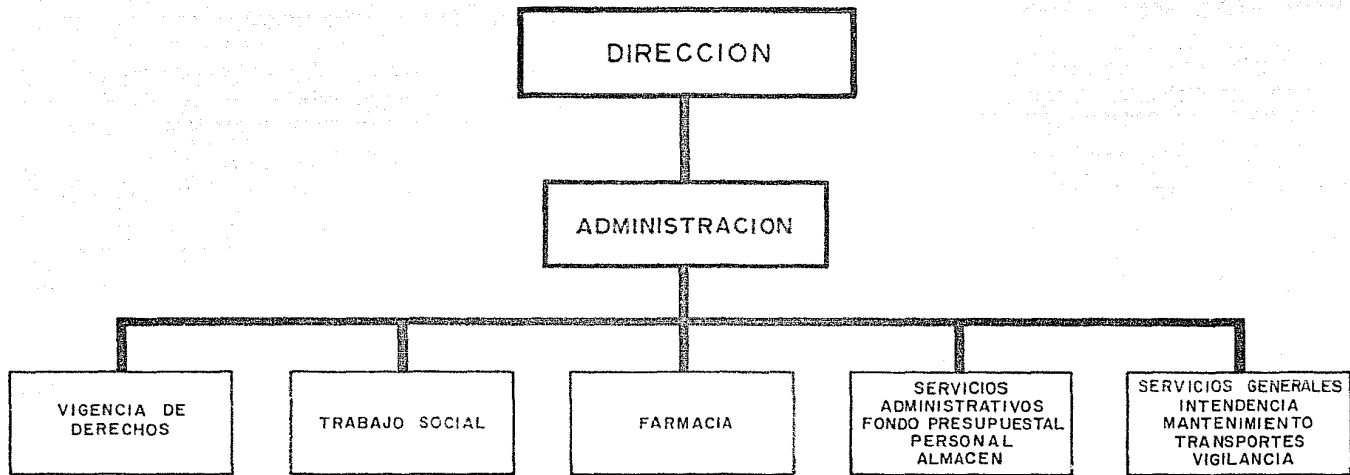 DIRECCION
ADMINISTRACION
VIGENCIA DE
DERECHOS
TRABAJO SOCIAL
FARMACIA
SERVICIOS
ADMINISTRATIVOS
FONDO PRESUPUESTAL
PERSONAL
ALMACEN
SERVICIOS GENERALES
INTENDENCIA
MANTENIMIENTO
TRANSPORTES
VIGILANCIA